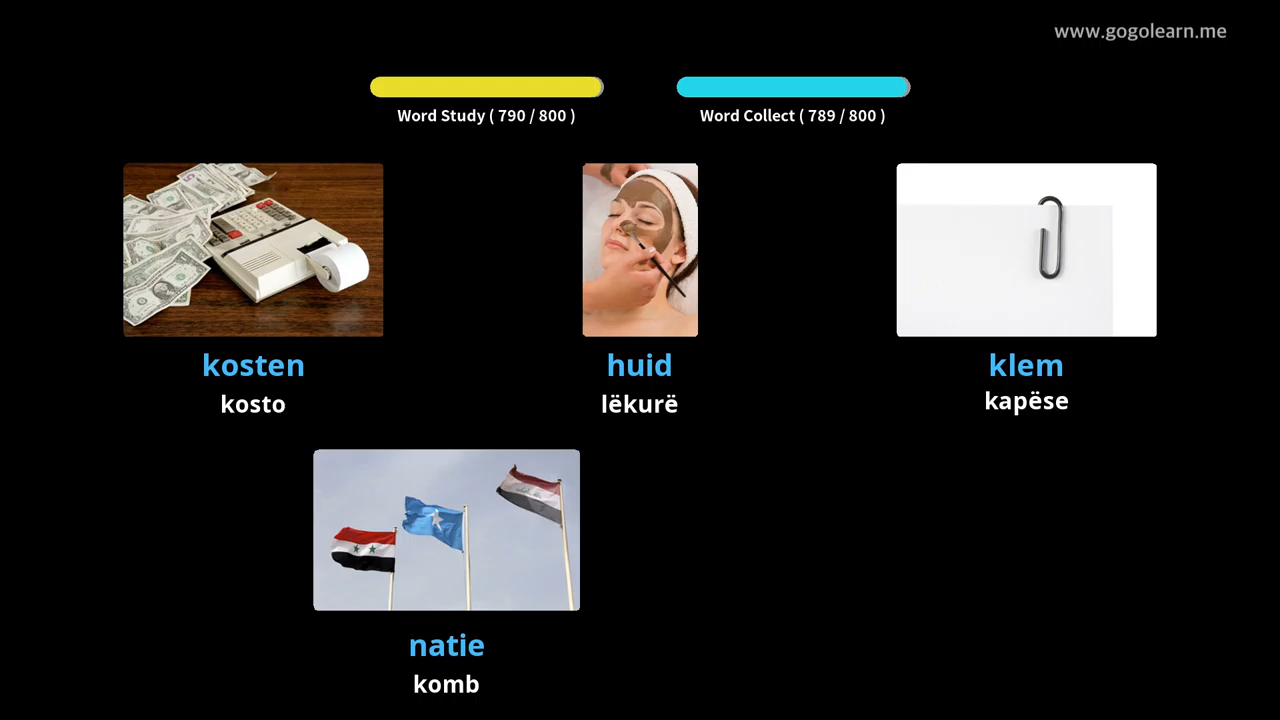 www.gogolearn.me
Word Study ( 790 / 800 )
Word Collect ( 789 / 800 )
kosten
kosto
huid
lëkurë
klem
kapëse
natie
komb